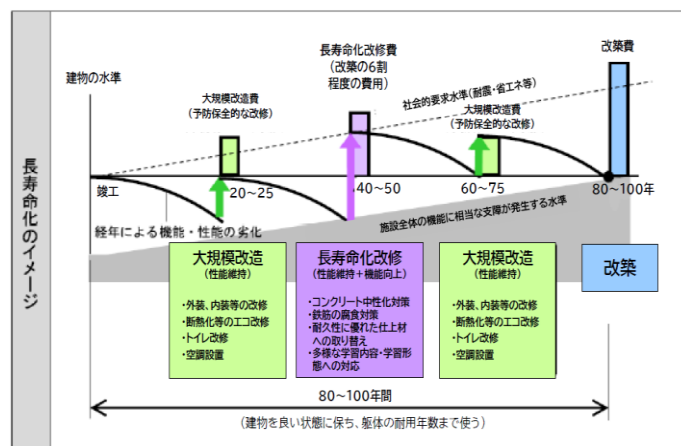 長寿命化のイメージ
建物の水準
大規模改造費
(予防保全的な改修)
長寿命化改修費
(改築の6割
程度の費用)
社会的要求水準(耐震・省エネ等)
大規模改造費
(予防保全的な改修)
改築費
竣工
20~25
40~50
60~75
80~100年
経年による機能・性能の劣化
施設全体の機能に相当な支障が発生する水準
大規模改造
(性能維持)
・外装、内装等の改修
・断熱化等のエコ改修
・トイレ改修
・空調設置
長寿命化改修
(性能維持+機能向上)
・コンクリート中性化対策
・鉄筋の腐食対策
・耐久性に優れた仕上材
への取り替え
・多様な学習内容・学習形
態への対応
大規模改造
(性能維持)
・外装、内装等の改修
・断熱化等のエコ改修
・トイレ改修
・空調設置
改築
80~100年間
(建物を良い状態に保ち、躯体の耐用年数まで使う)